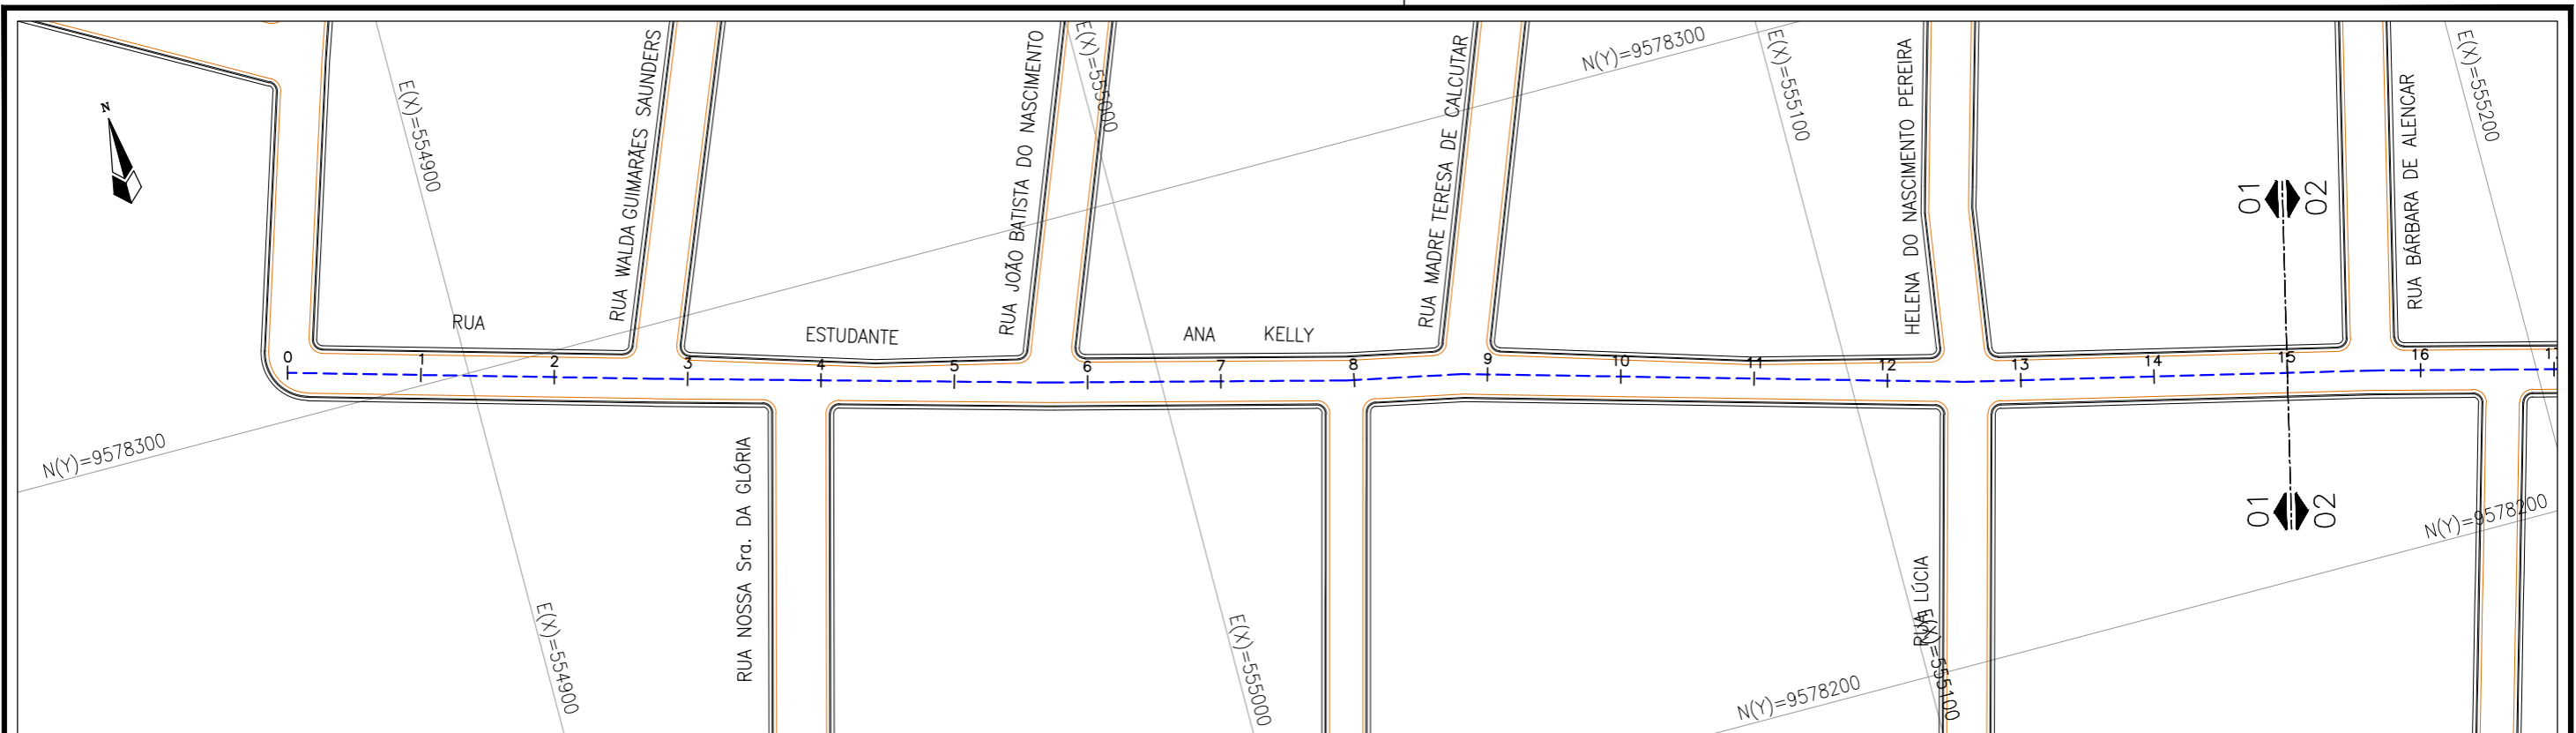 N
E(X)=554900
RUA WALDA GUIMARÃES SAUNDERS
RUA JOÃO BATISTA DO NASCIMENTO
E(X)=555000
RUA MADRE TERESA DE CALCUTAR
N(Y)=9578300
E(X)=555100
HELENA DO NASCIMENTO PEREIRA
01
02
RUA BÁRBARA DE ALENCAR
E(X)=555200
RUA ESTUDANTE ANA KELLY
0 1 2 3 4 5 6 7 8 9 10 11 12 13 14 15 16 17
N(Y)=9578300
RUA NOSSA Sra. DA GLÓRIA
E(X)=554900
E(X)=555000
RUA LÚCIA
E(X)=555100
N(Y)=9578200
01
02
N(Y)=9578200